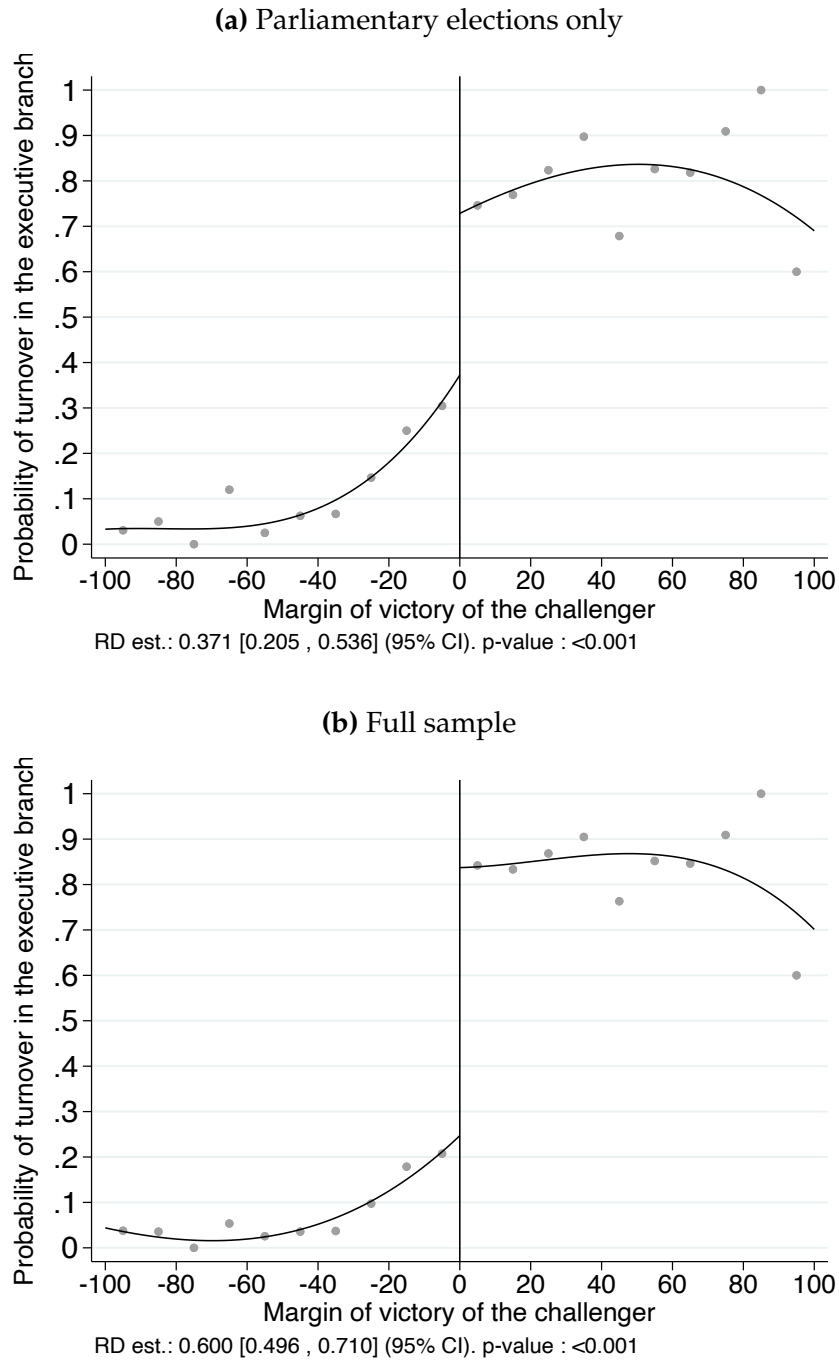 (a) Parliamentary elections only
Probability of turnover in the executive branch
1
.9
.8
.7
.6
.5
.4
.3
.2
.1
0
-100 -80 -60 -40 -20 0 20 40 60 80 100
Margin of victory of the challenger
RD est.: 0.371 [0.205 , 0.536] (95% CI). p-value : <0.001
(b) Full sample
Probability of turnover in the executive branch
1
.9
.8
.7
.6
.5
.4
.3
.2
.1
0
-100 -80 -60 -40 -20 0 20 40 60 80 100
Margin of victory of the challenger
RD est.: 0.600 [0.496 , 0.710] (95% CI). p-value : <0.001